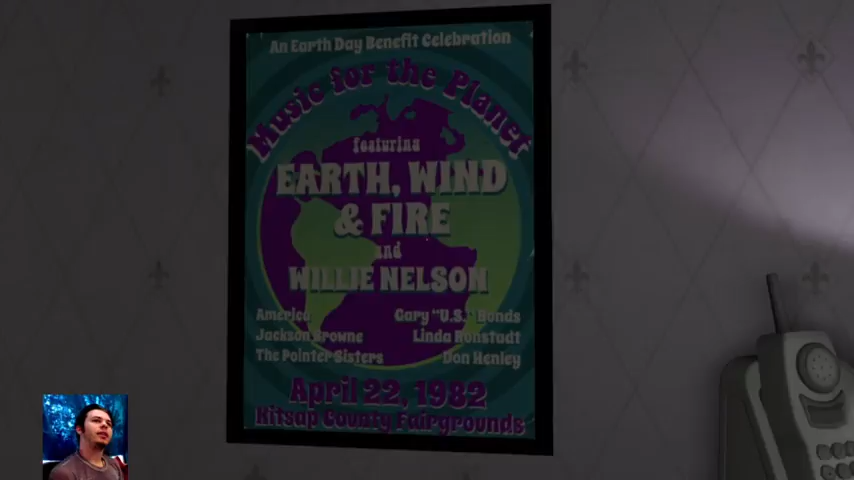 An Earth Day Benefit Celebration
Music for the Planet
featuring
EARTH, WIND
& FIRE
and
WILLIE NELSON
America
Gary "U.S." Bonds
Jackson Browne
Linda Ronstadt
The Pointer Sisters
Don Henley
April 22, 1982
Kitsap County Fairgrounds